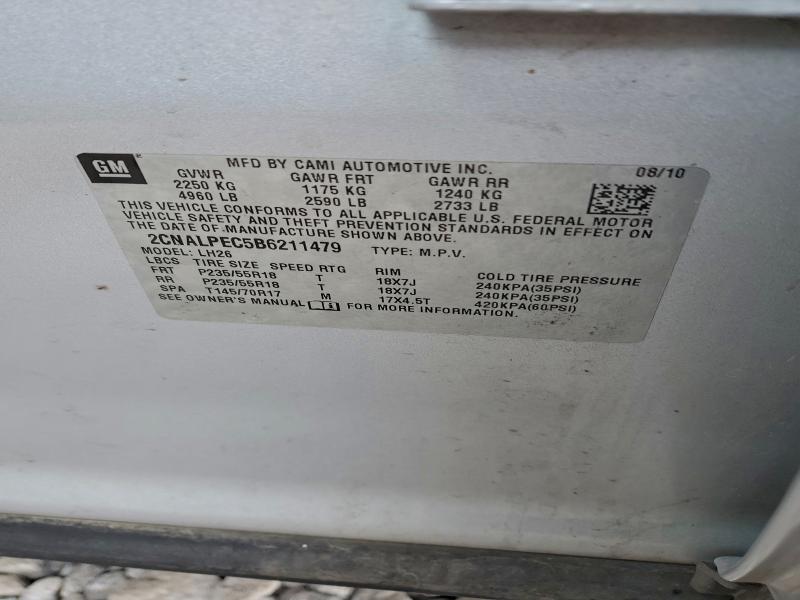 GM
MFD BY CAMI AUTOMOTIVE INC. 08/10
GVWR GAWR FRT GAWR RR
2250 KG 1175 KG 1240 KG
4960 LB 2590 LB 2733 LB
THIS VEHICLE CONFORMS TO ALL APPLICABLE U.S. FEDERAL MOTOR
VEHICLE SAFETY AND THEFT PREVENTION STANDARDS IN EFFECT ON
THE DATE OF MANUFACTURE SHOWN ABOVE.
2CNALPEC5B6211479 TYPE: M.P.V.
MODEL: LH26
LBCS TIRE SIZE SPEED RTG RIM COLD TIRE PRESSURE
FRT P235/55R18 T 18X7J 240KPA(35PSI)
RR P235/55R18 T 18X7J 240KPA(35PSI)
SPA T145/70R17 M 17X4.5T 420KPA(60PSI)
SEE OWNER'S MANUAL FOR MORE INFORMATION.